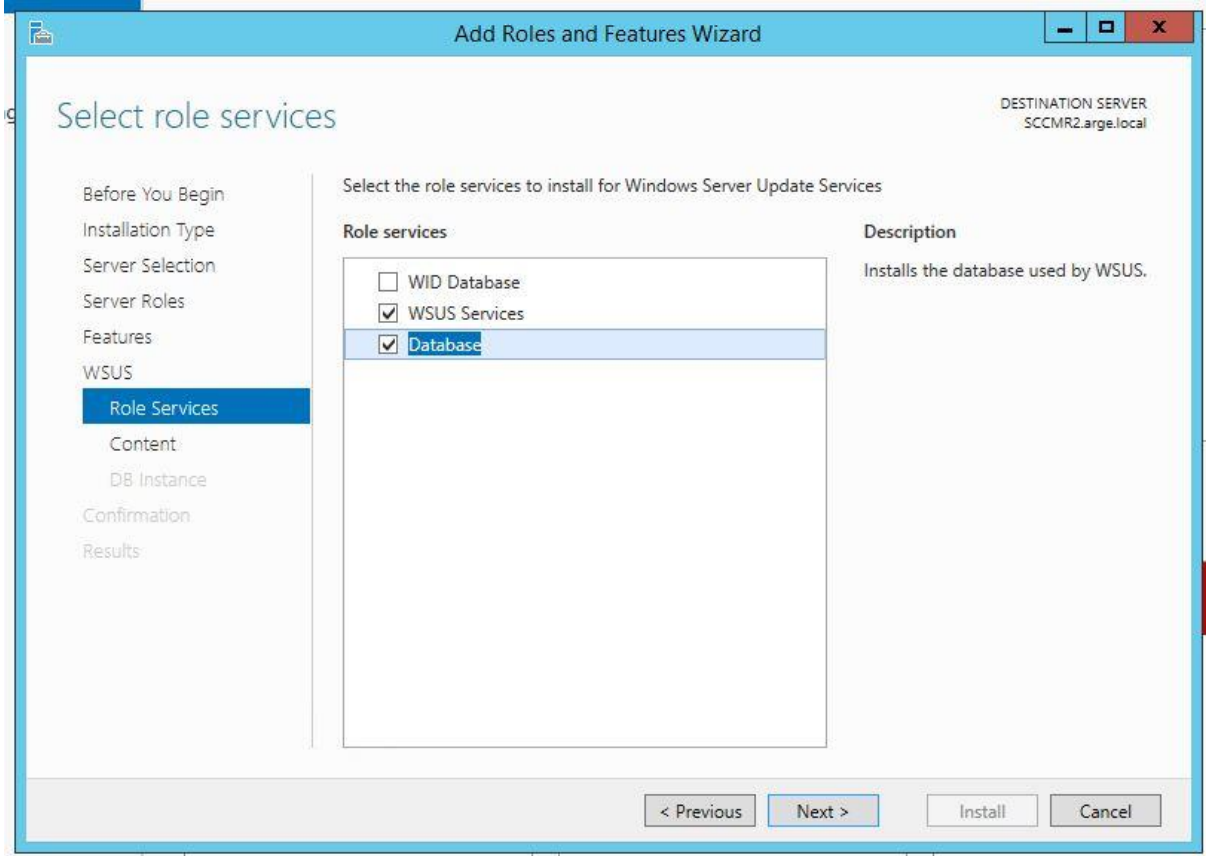 Add Roles and Features Wizard
Select role services
DESTINATION SERVER
SCCMR2.arge.local
Before You Begin
Installation Type
Server Selection
Server Roles
Features
WSUS
Role Services
Content
DB Instance
Confirmation
Results
Select the role services to install for Windows Server Update Services
Role services
WID Database
WSUS Services
Database
Description
Installs the database used by WSUS.
< Previous
Next >
Install
Cancel